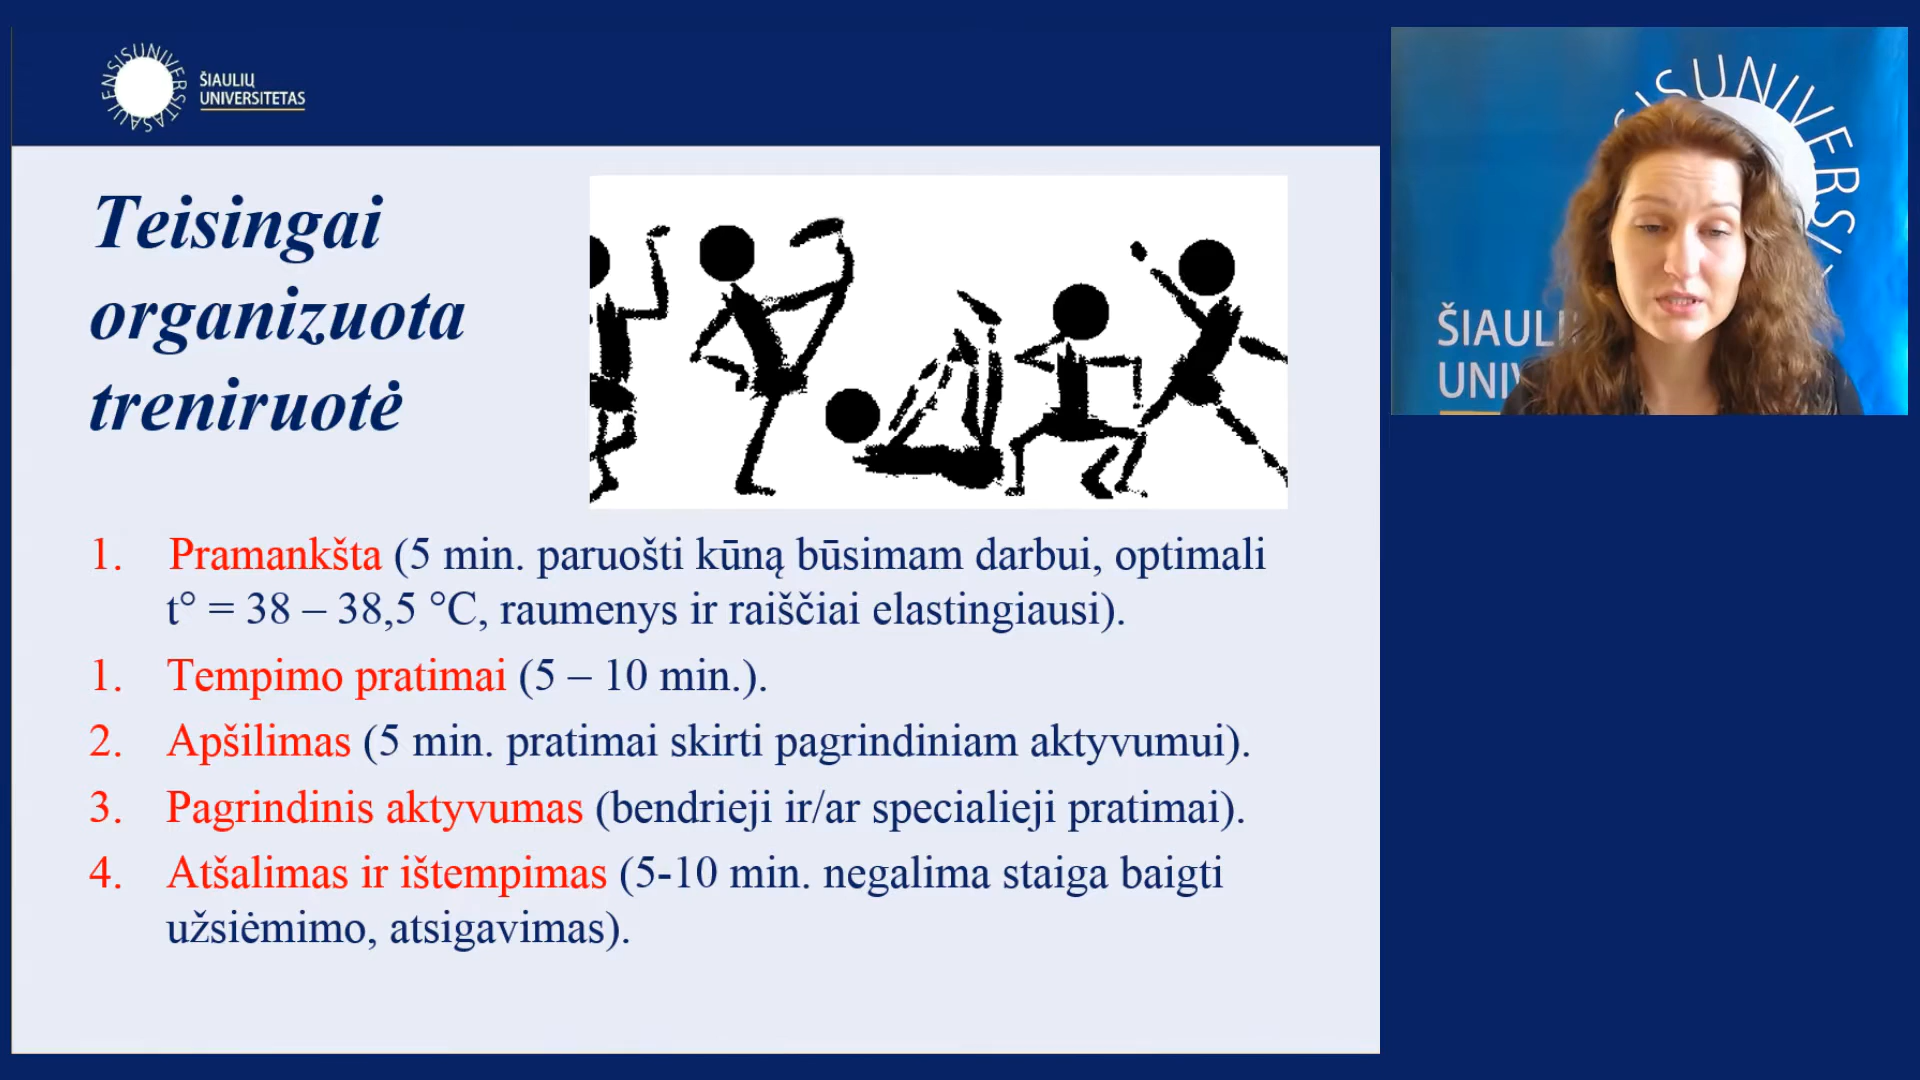 ŠIAULIŲ
UNIVERSITETAS
Teisingai
organizuota
treniruotė
1. Pramankšta (5 min. paruošti kūną būsimam darbui, optimali
t° = 38 – 38,5 °C, raumenys ir raiščiai elastingiausi).
1. Tempimo pratimai (5 – 10 min.).
2. Apšilimas (5 min. pratimai skirti pagrindiniam aktyvumui).
3. Pagrindinis aktyvumas (bendrieji ir/ar specialieji pratimai).
4. Atšalimas ir ištempimas (5-10 min. negalima staiga baigti
užsiėmimo, atsigavimas).